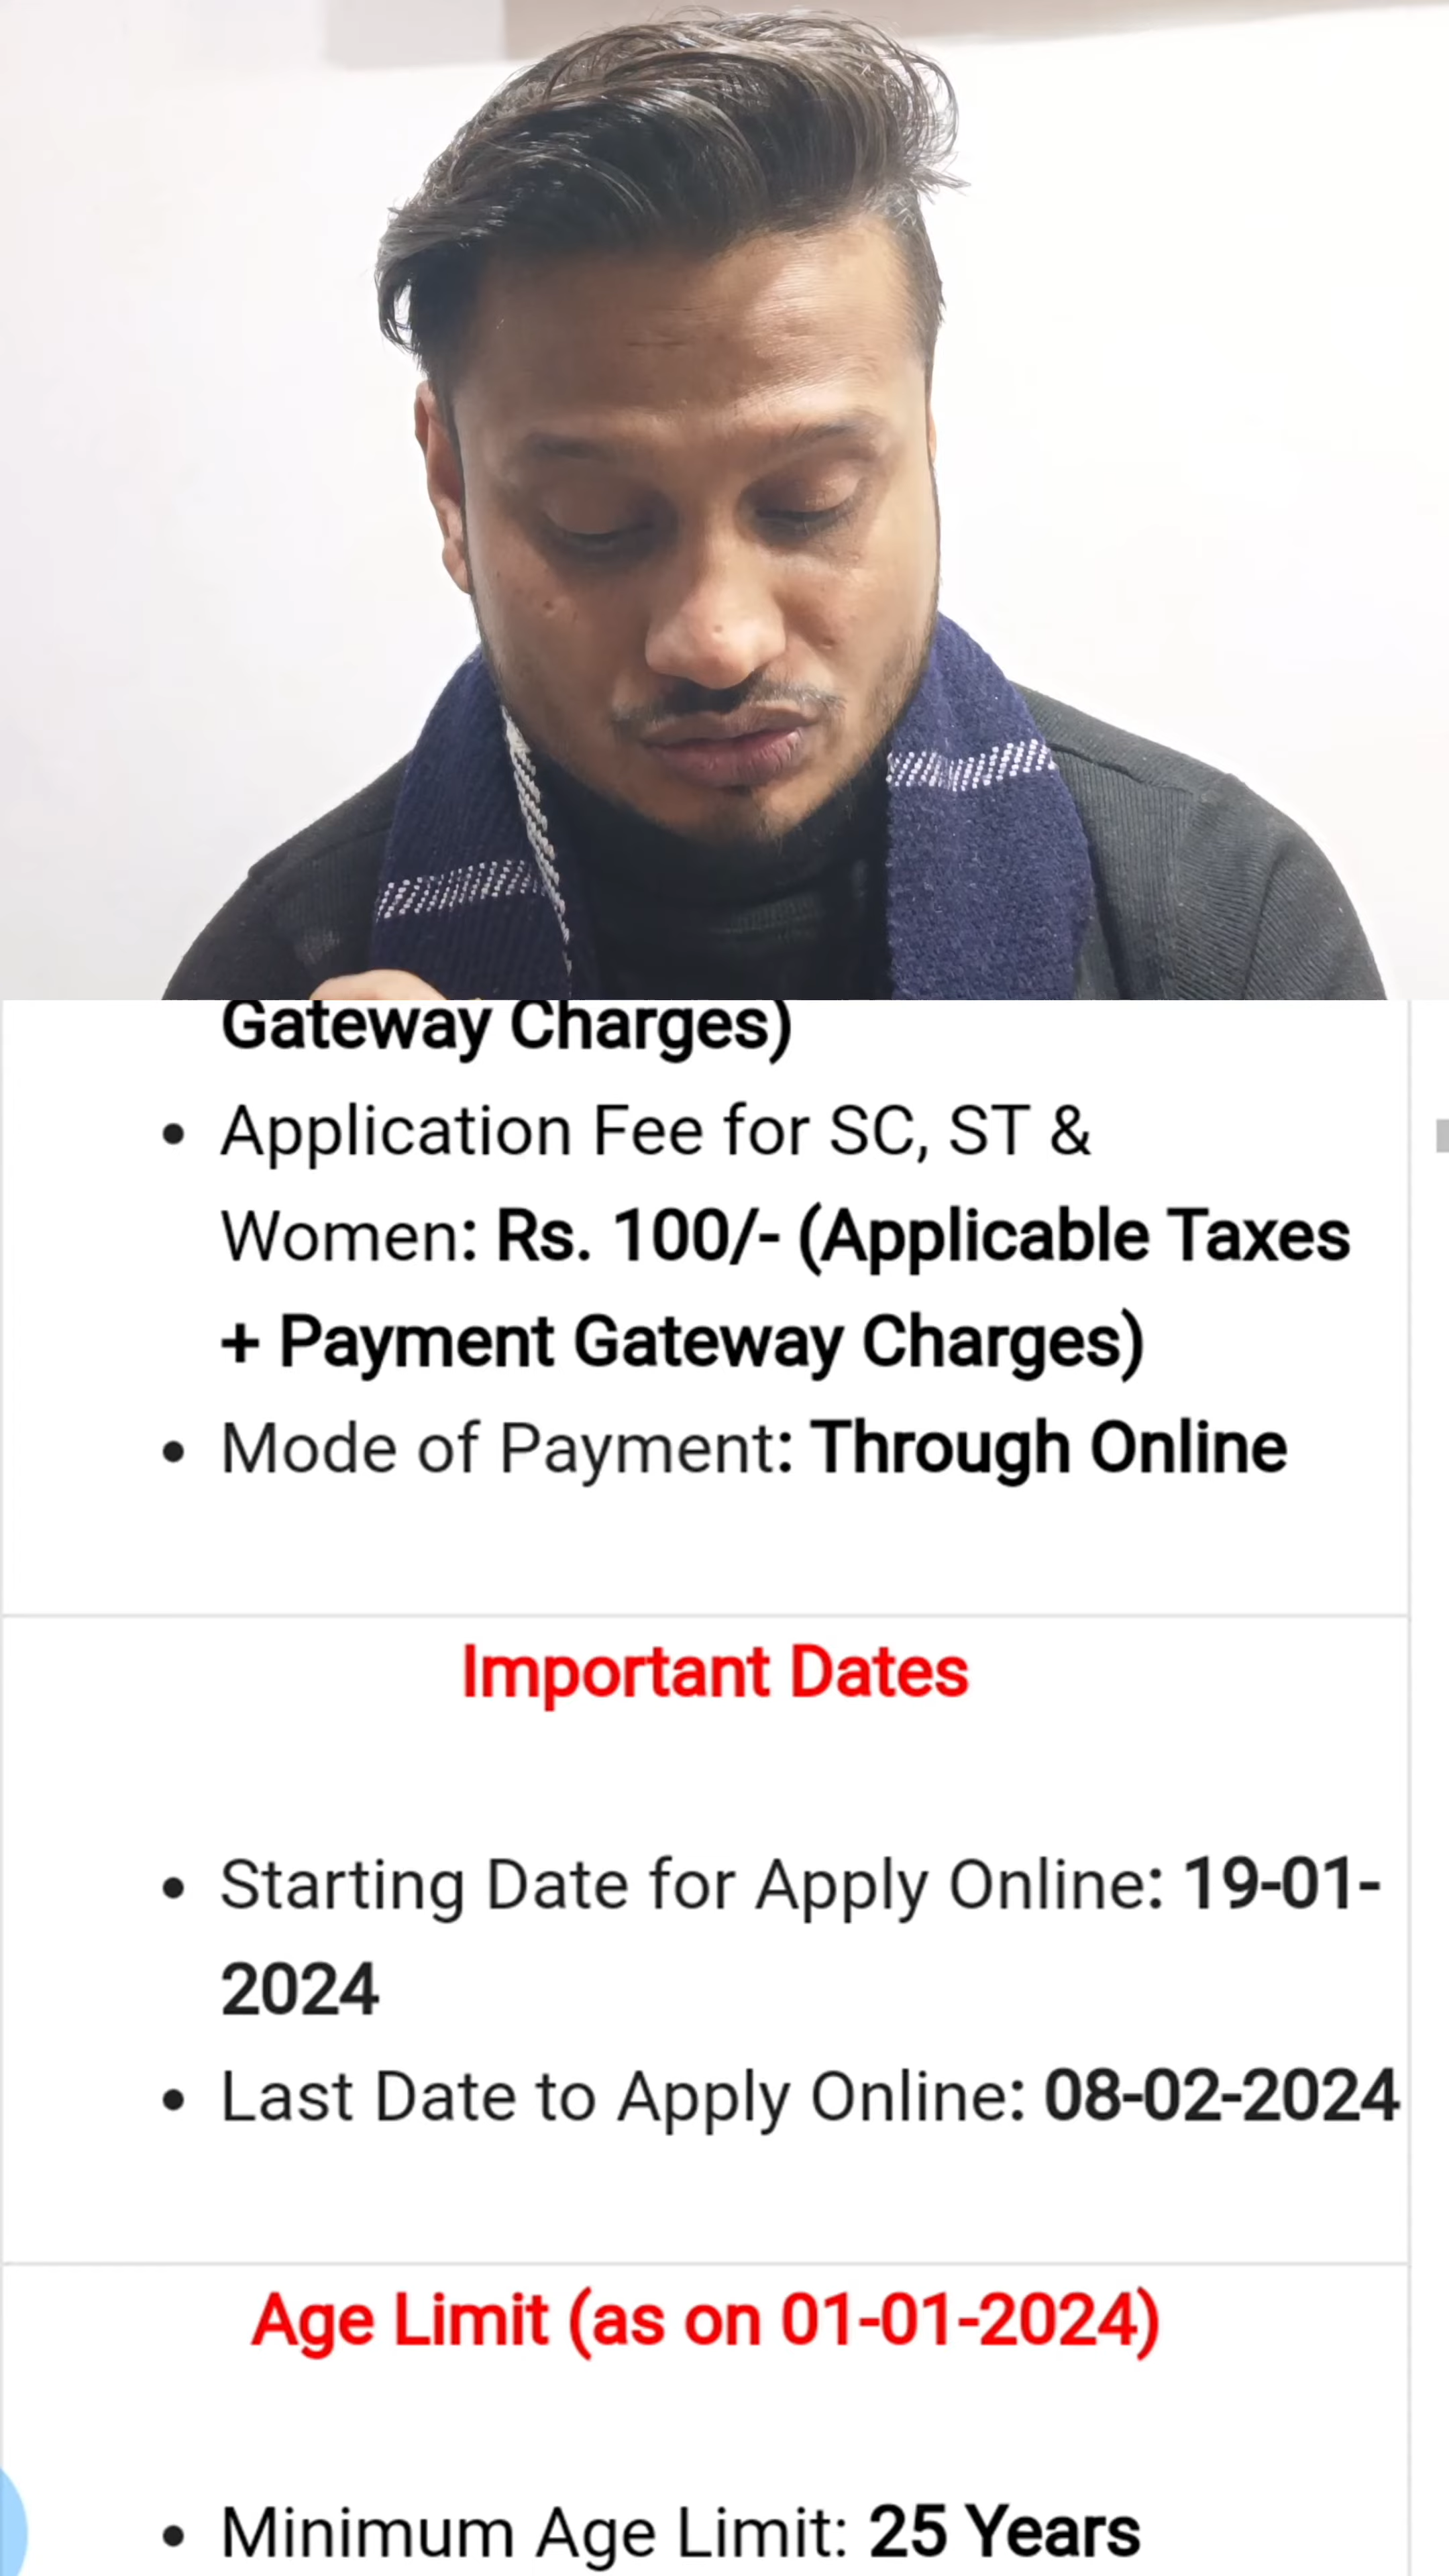 Gateway Charges)
• Application Fee for SC, ST &
Women: Rs. 100/- (Applicable Taxes
+ Payment Gateway Charges)
• Mode of Payment: Through Online
Important Dates
• Starting Date for Apply Online: 19-01-
2024
• Last Date to Apply Online: 08-02-2024
Age Limit (as on 01-01-2024)
• Minimum Age Limit: 25 Years